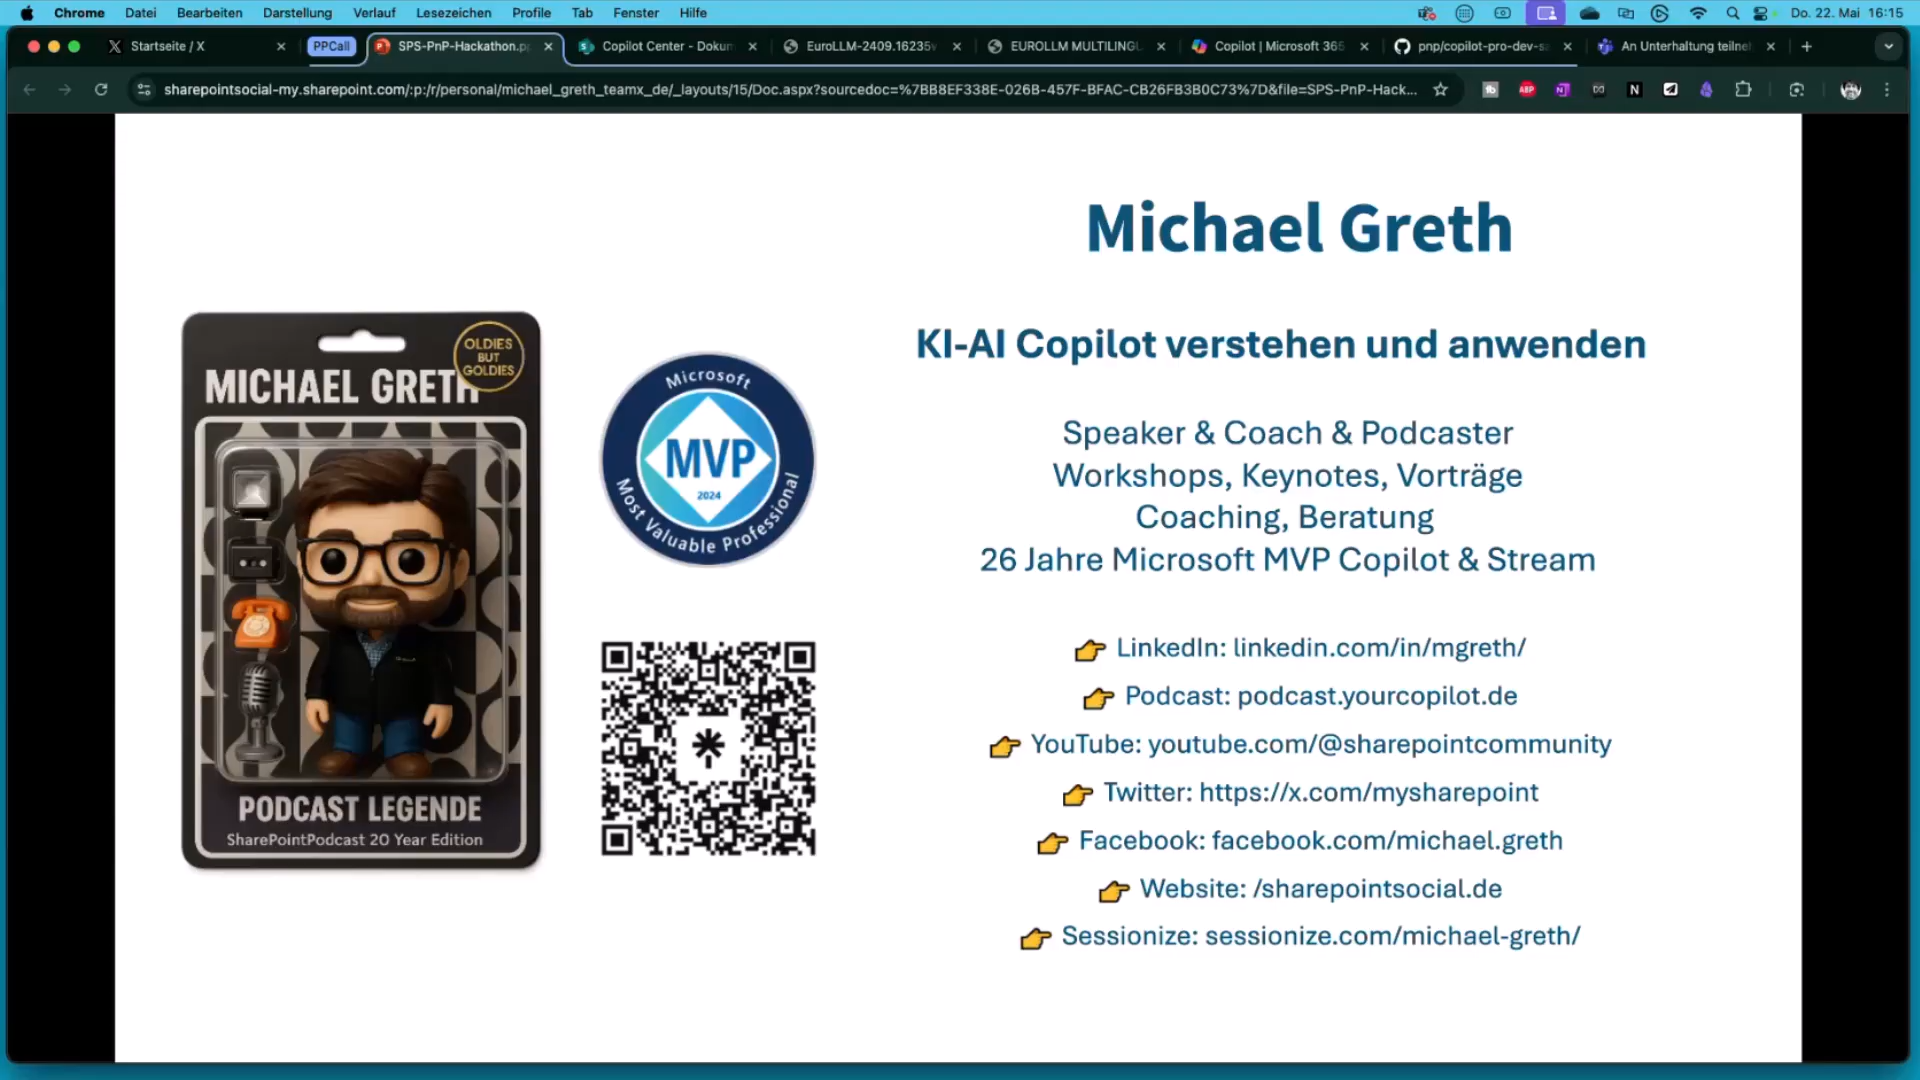 Chrome Datei Bearbeiten Darstellung Verlauf Lesezeichen Profile Tab Fenster Hilfe Do. 22. Mai 16:15
Startseite / X PPCall SPS-PnP-Hackathon.p Copilot Center - Dokun EuroLLM-2409.16235v EUROLLM MULTILINGU Copilot | Microsoft 365 pnp/copilot-pro-dev-s An Unterhaltung teilne
sharepointsocial-my.sharepoint.com/:p:/r/personal/michael_greth_teamx_de/_layouts/15/Doc.aspx?sourcedoc=%7BB8EF338E-026B-457F-BFAC-CB26FB3B0C73%7D&file=SPS-PnP-Hack...
Michael Greth
KI-AI Copilot verstehen und anwenden
Speaker & Coach & Podcaster
Workshops, Keynotes, Vorträge
Coaching, Beratung
26 Jahre Microsoft MVP Copilot & Stream
👉 LinkedIn: linkedin.com/in/mgreth/
👉 Podcast: podcast.yourcopilot.de
👉 YouTube: youtube.com/@sharepointcommunity
👉 Twitter: https://x.com/mysharepoint
👉 Facebook: facebook.com/michael.greth
👉 Website: /sharepointsocial.de
👉 Sessionize: sessionize.com/michael-greth/
OLDIES
BUT
GOLDIES
MICHAEL GRETH
PODCAST LEGENDE
SharePointPodcast 20 Year Edition
Microsoft
MVP
2024
Most Valuable Professional